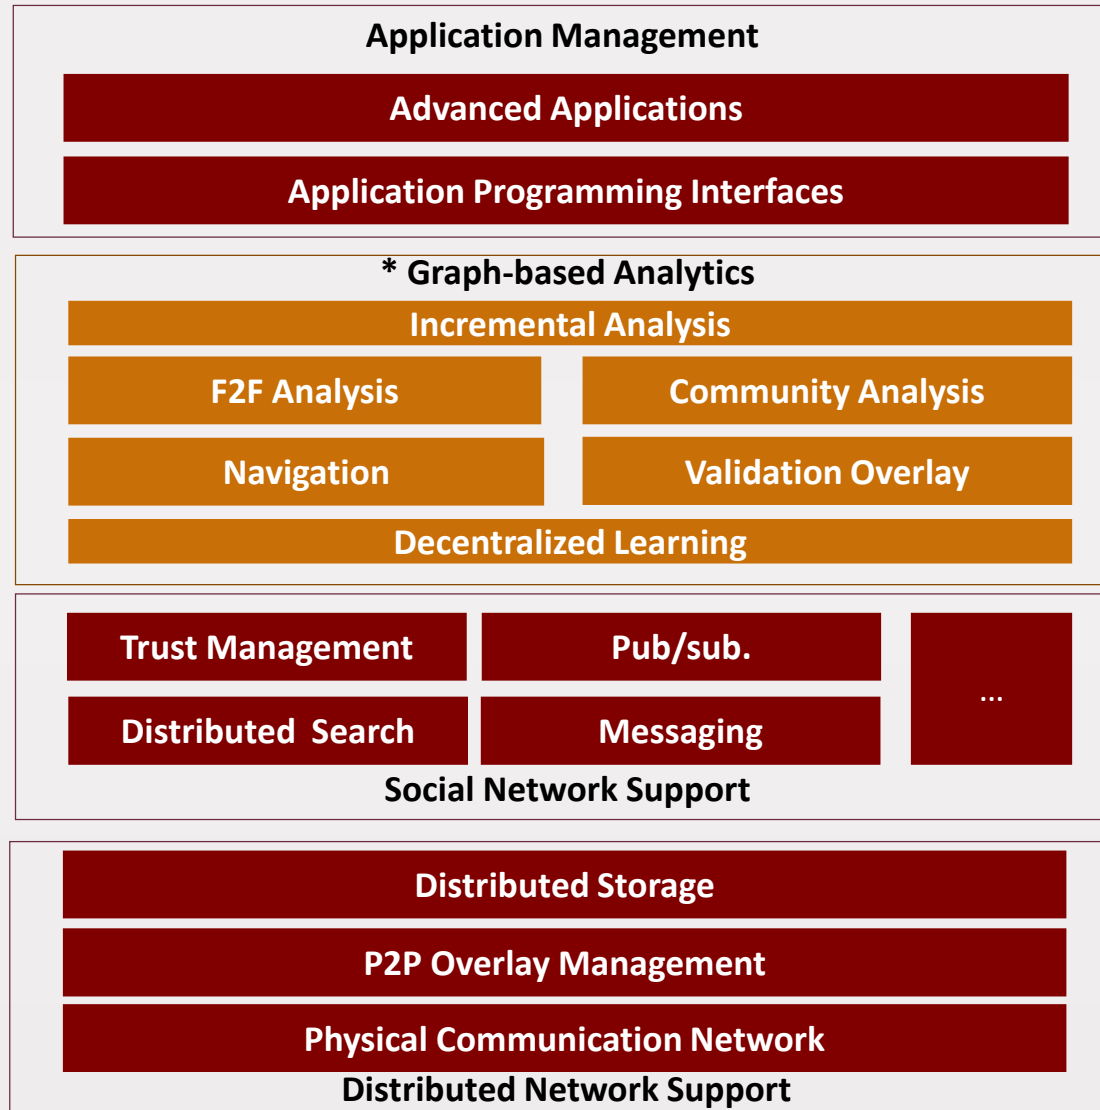 Application Management
Advanced Applications
Application Programming Interfaces
* Graph-based Analytics
Incremental Analysis
F2F Analysis
Community Analysis
Navigation
Validation Overlay
Decentralized Learning
Trust Management
Pub/sub.
...
Distributed  Search
Messaging
Social Network Support
Distributed Storage
P2P Overlay Management
Physical Communication Network
Distributed Network Support